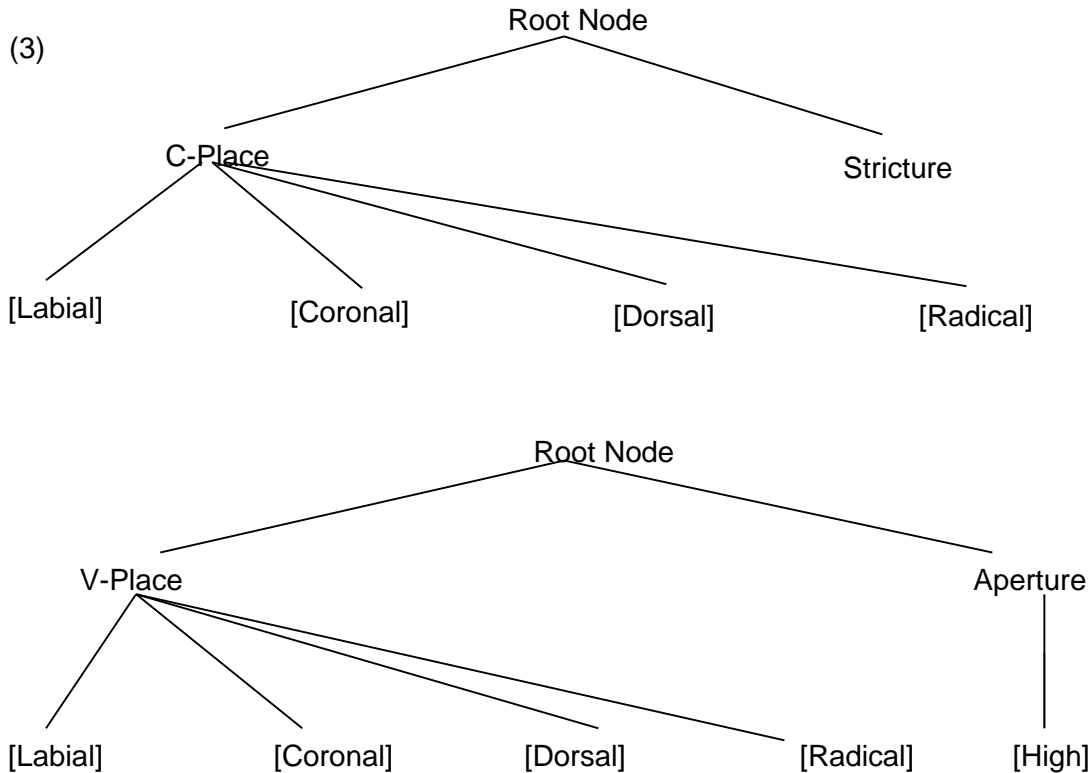 Root Node
(3)
C-Place
Stricture
[Labial] [Coronal] [Dorsal] [Radical]
Root Node
V-Place Aperture
[Labial] [Coronal] [Dorsal] [Radical] [High]